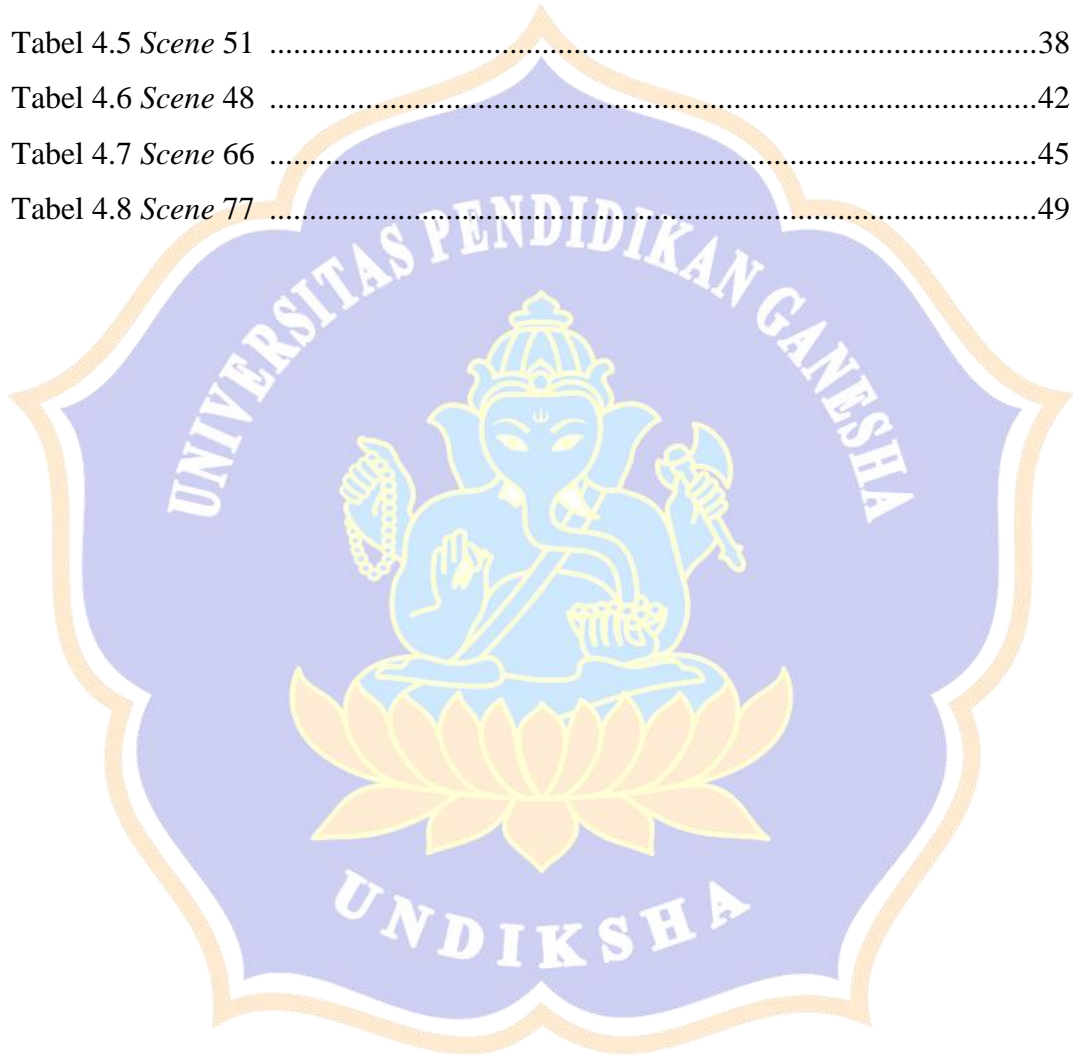 Tabel 4.5 Scene 51 ....................................................................................................38
Tabel 4.6 Scene 48 ....................................................................................................42
Tabel 4.7 Scene 66 ....................................................................................................45
Tabel 4.8 Scene 77 ....................................................................................................49
UNIVERSITAS PENDIDIKAN GANESHA
UNDIKSHA